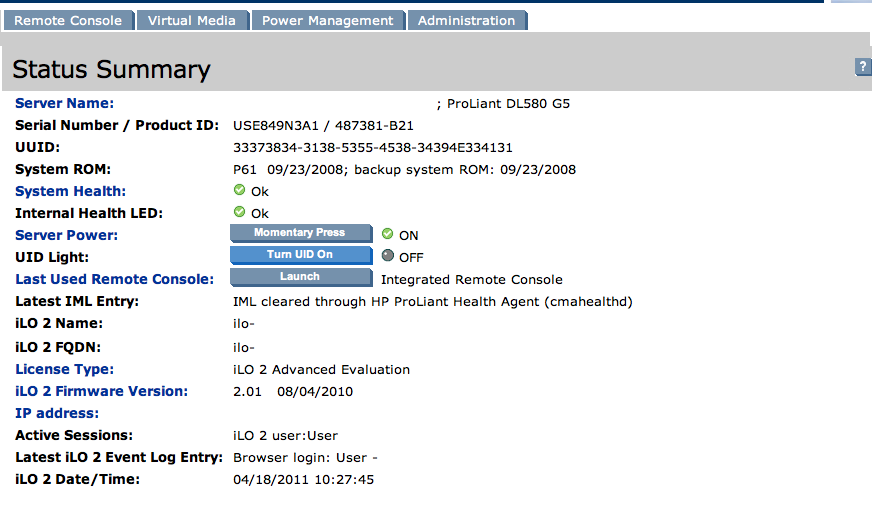 Remote Console Virtual Media Power Management Administration
Status Summary ?
Server Name: ; ProLiant DL580 G5
Serial Number / Product ID: USE849N3A1 / 487381-B21
UUID: 33373834-3138-5355-4538-34394E334131
System ROM: P61 09/23/2008; backup system ROM: 09/23/2008
System Health: Ok
Internal Health LED: Ok
Server Power: Momentary Press ON
UID Light: Turn UID On OFF
Last Used Remote Console: Launch Integrated Remote Console
Latest IML Entry: IML cleared through HP ProLiant Health Agent (cmahealthd)
iLO 2 Name: ilo-
iLO 2 FQDN: ilo-
License Type: iLO 2 Advanced Evaluation
iLO 2 Firmware Version: 2.01 08/04/2010
IP address:
Active Sessions: iLO 2 user:User
Latest iLO 2 Event Log Entry: Browser login: User -
iLO 2 Date/Time: 04/18/2011 10:27:45